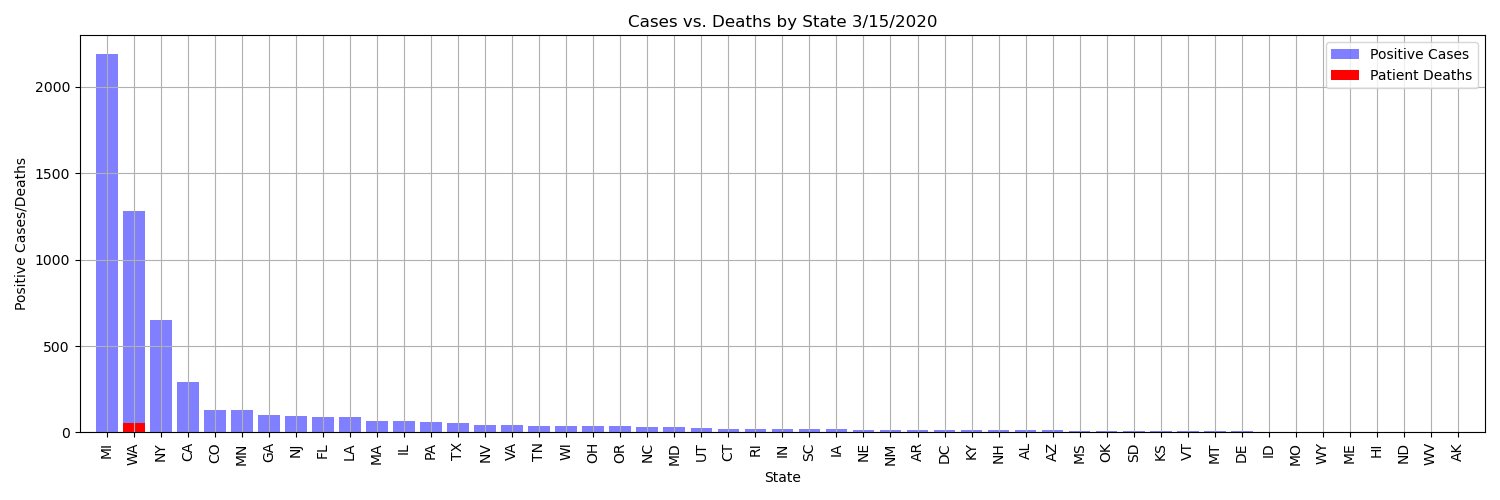 Cases vs. Deaths by State 3/15/2020
Positive Cases
Patient Deaths
Positive Cases/Deaths
2000
1500
1000
500
0
MI WA NY CA CO MN GA NJ FL LA MA IL PA TX NV VA TN WI OH OR NC MD UT CT RI IN SC IA NE NM AR DC KY NH AL AZ MS OK SD KS VT MT DE ID MO WY ME HI ND WV AK
State